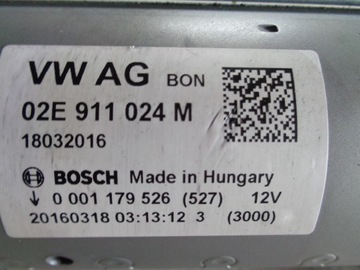 VW AG BON
02E 911 024 M
18032016
BOSCH Made in Hungary
↓ 0 001 179 526 (527) 12V
20160318 03:13:12 3 (3000)